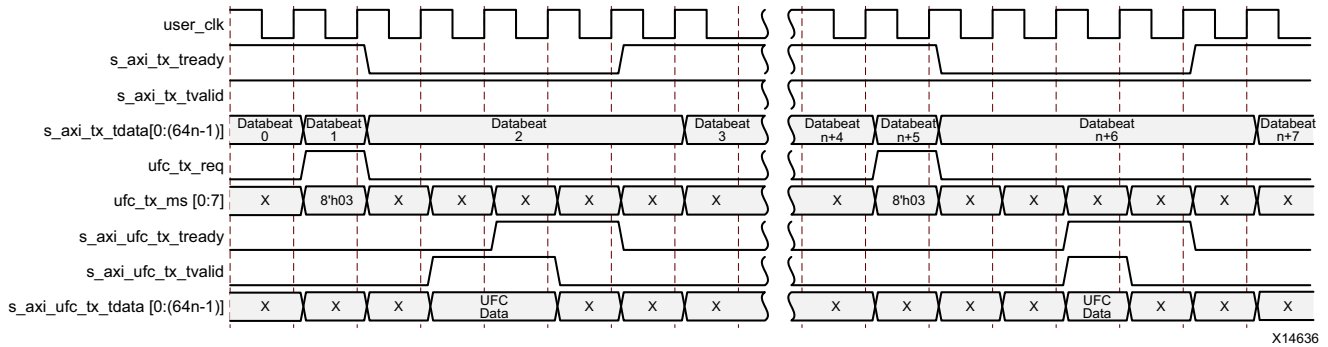 user_clk
s_axi_tx_tready
s_axi_tx_tvalid
s_axi_tx_tdata[0:(64n-1)] Databeat Databeat Databeat Databeat Databeat Databeat Databeat Databeat
0 1 2 3 n+4 n+5 n+6 n+7
ufc_tx_req
ufc_tx_ms [0:7] X 8'h03 X X X X X X X 8'h03 X X X X X X
s_axi_ufc_tx_tready
s_axi_ufc_tx_tvalid
s_axi_ufc_tx_tdata [0:(64n-1)] X X X UFC X X X X X X X UFC X X X
Data Data
X14636